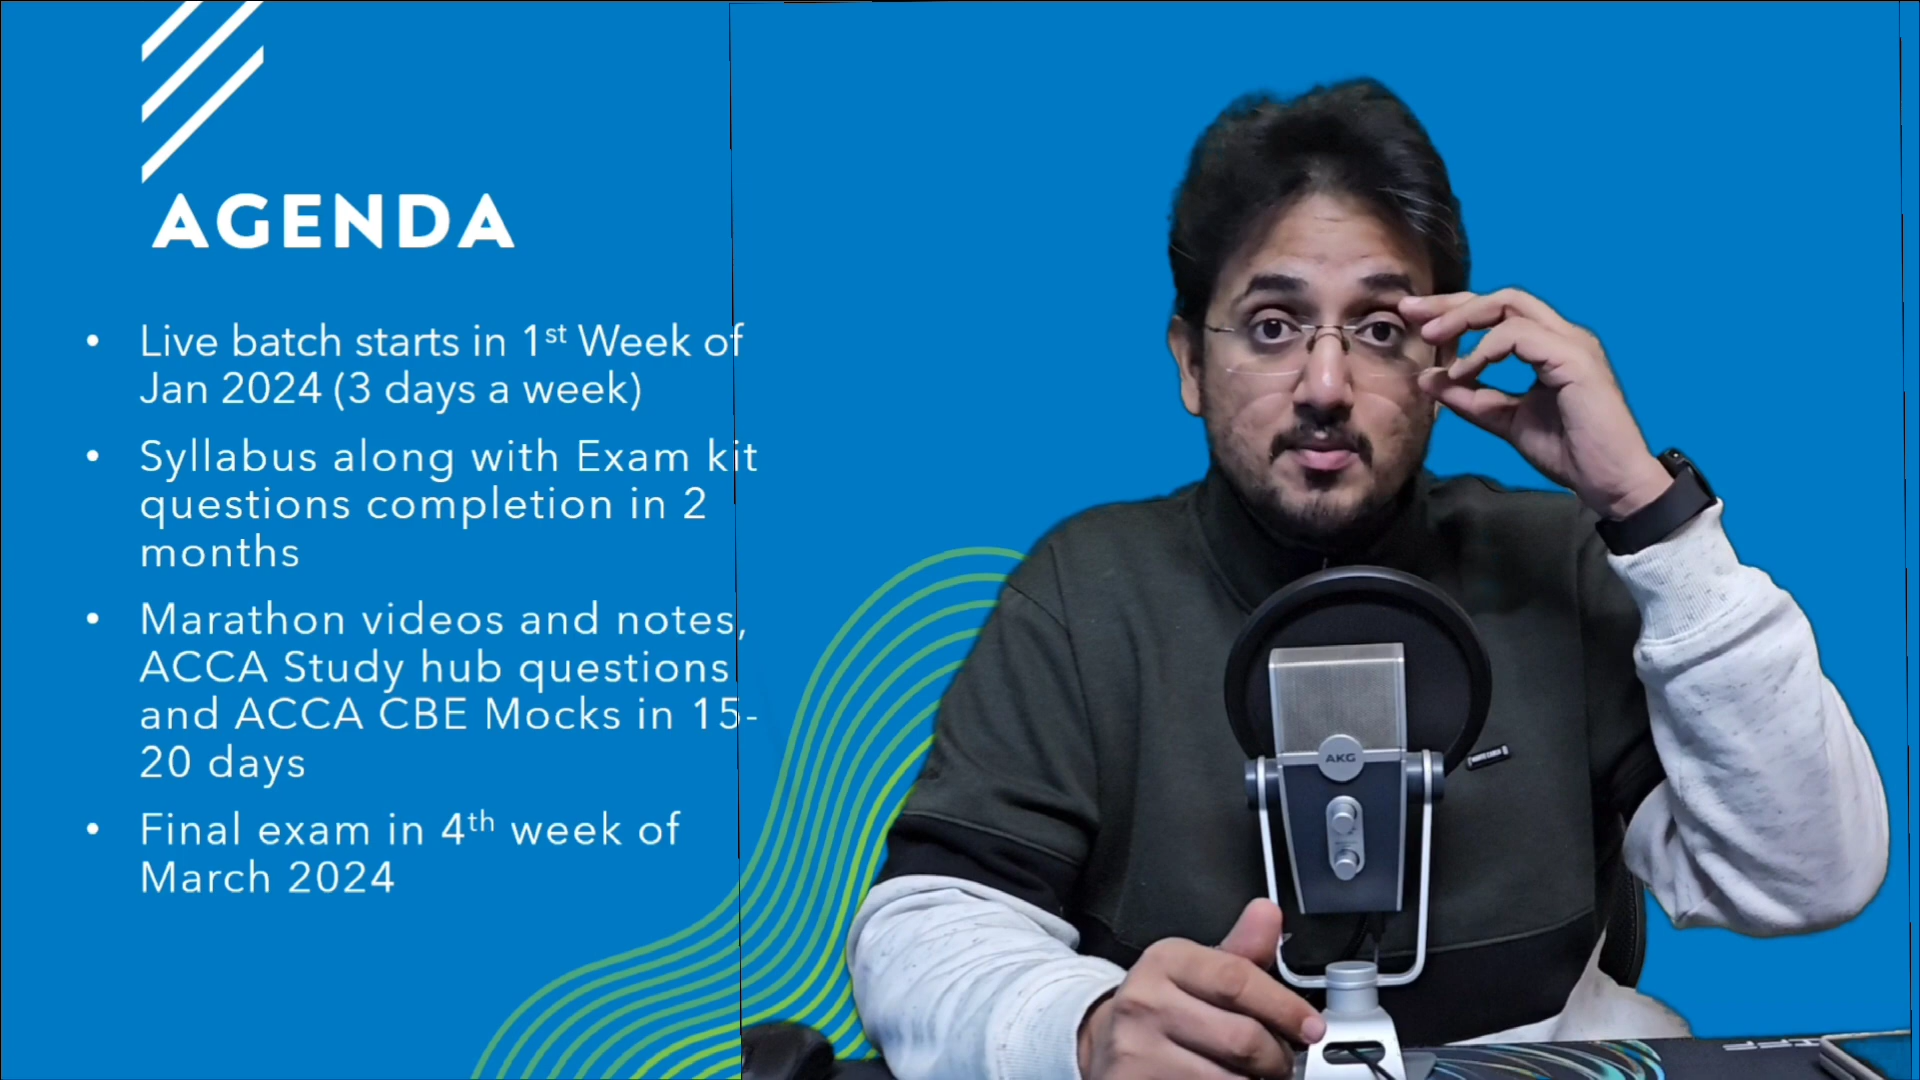 AGENDA
• Live batch starts in 1st Week of
Jan 2024 (3 days a week)
• Syllabus along with Exam kit
questions completion in 2
months
• Marathon videos and notes,
ACCA Study hub questions
and ACCA CBE Mocks in 15-
20 days
• Final exam in 4th week of
March 2024
AKG